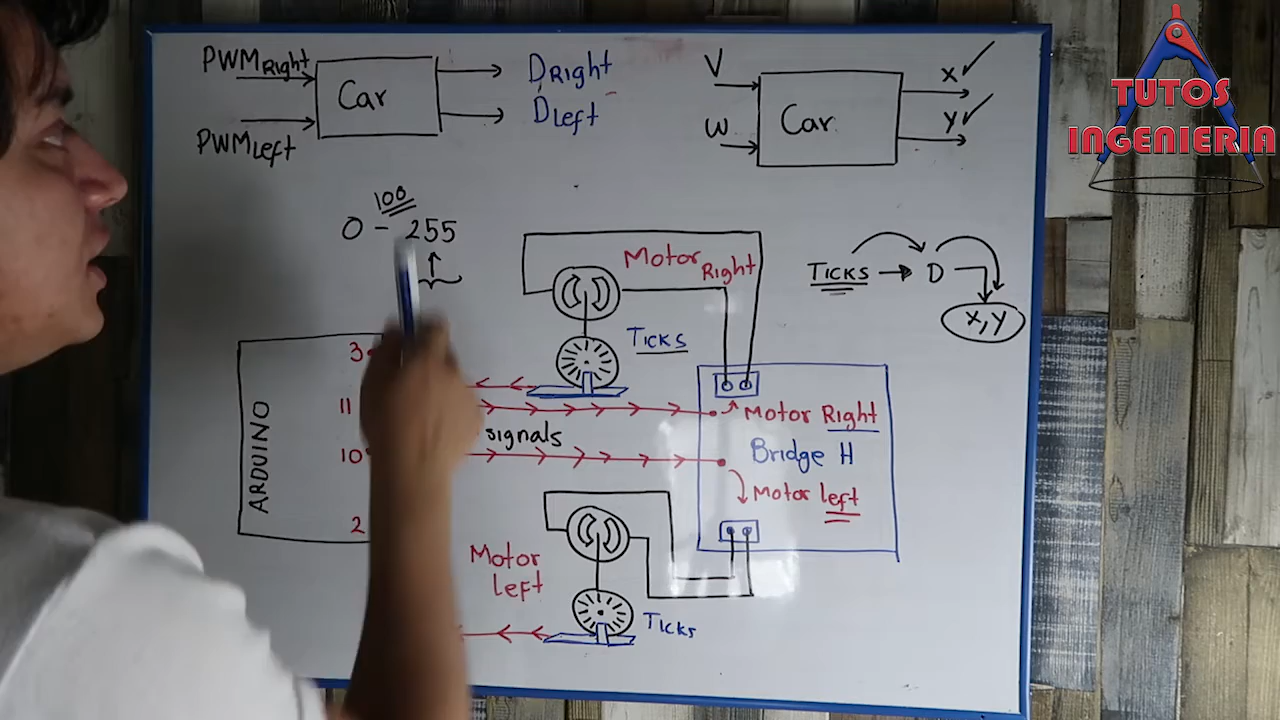 PWMRight
Car
DRight
DLeft
PWMLeft
V
W
Car
X
Y
TUTOS
INGENIERIA
100
0 - 255
Motor Right
TICKS → D
X, Y
TICKS
ARDUINO
3
11
10
2
signals
Motor Right
Bridge H
Motor left
Motor
left
TICKS